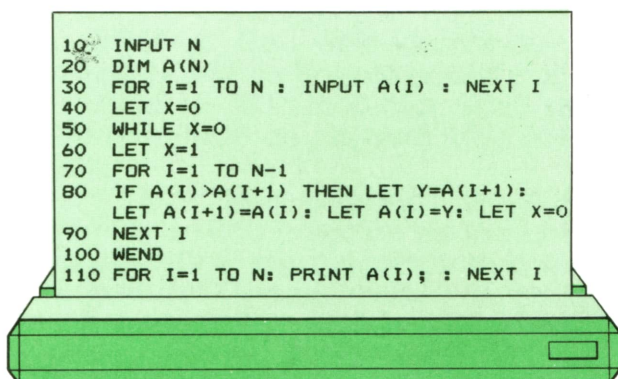 10 INPUT N
20 DIM A(N)
30 FOR I=1 TO N : INPUT A(I) : NEXT I
40 LET X=0
50 WHILE X=0
60 LET X=1
70 FOR I=1 TO N-1
80 IF A(I)>A(I+1) THEN LET Y=A(I+1):
LET A(I+1)=A(I): LET A(I)=Y: LET X=0
90 NEXT I
100 WEND
110 FOR I=1 TO N: PRINT A(I); : NEXT I